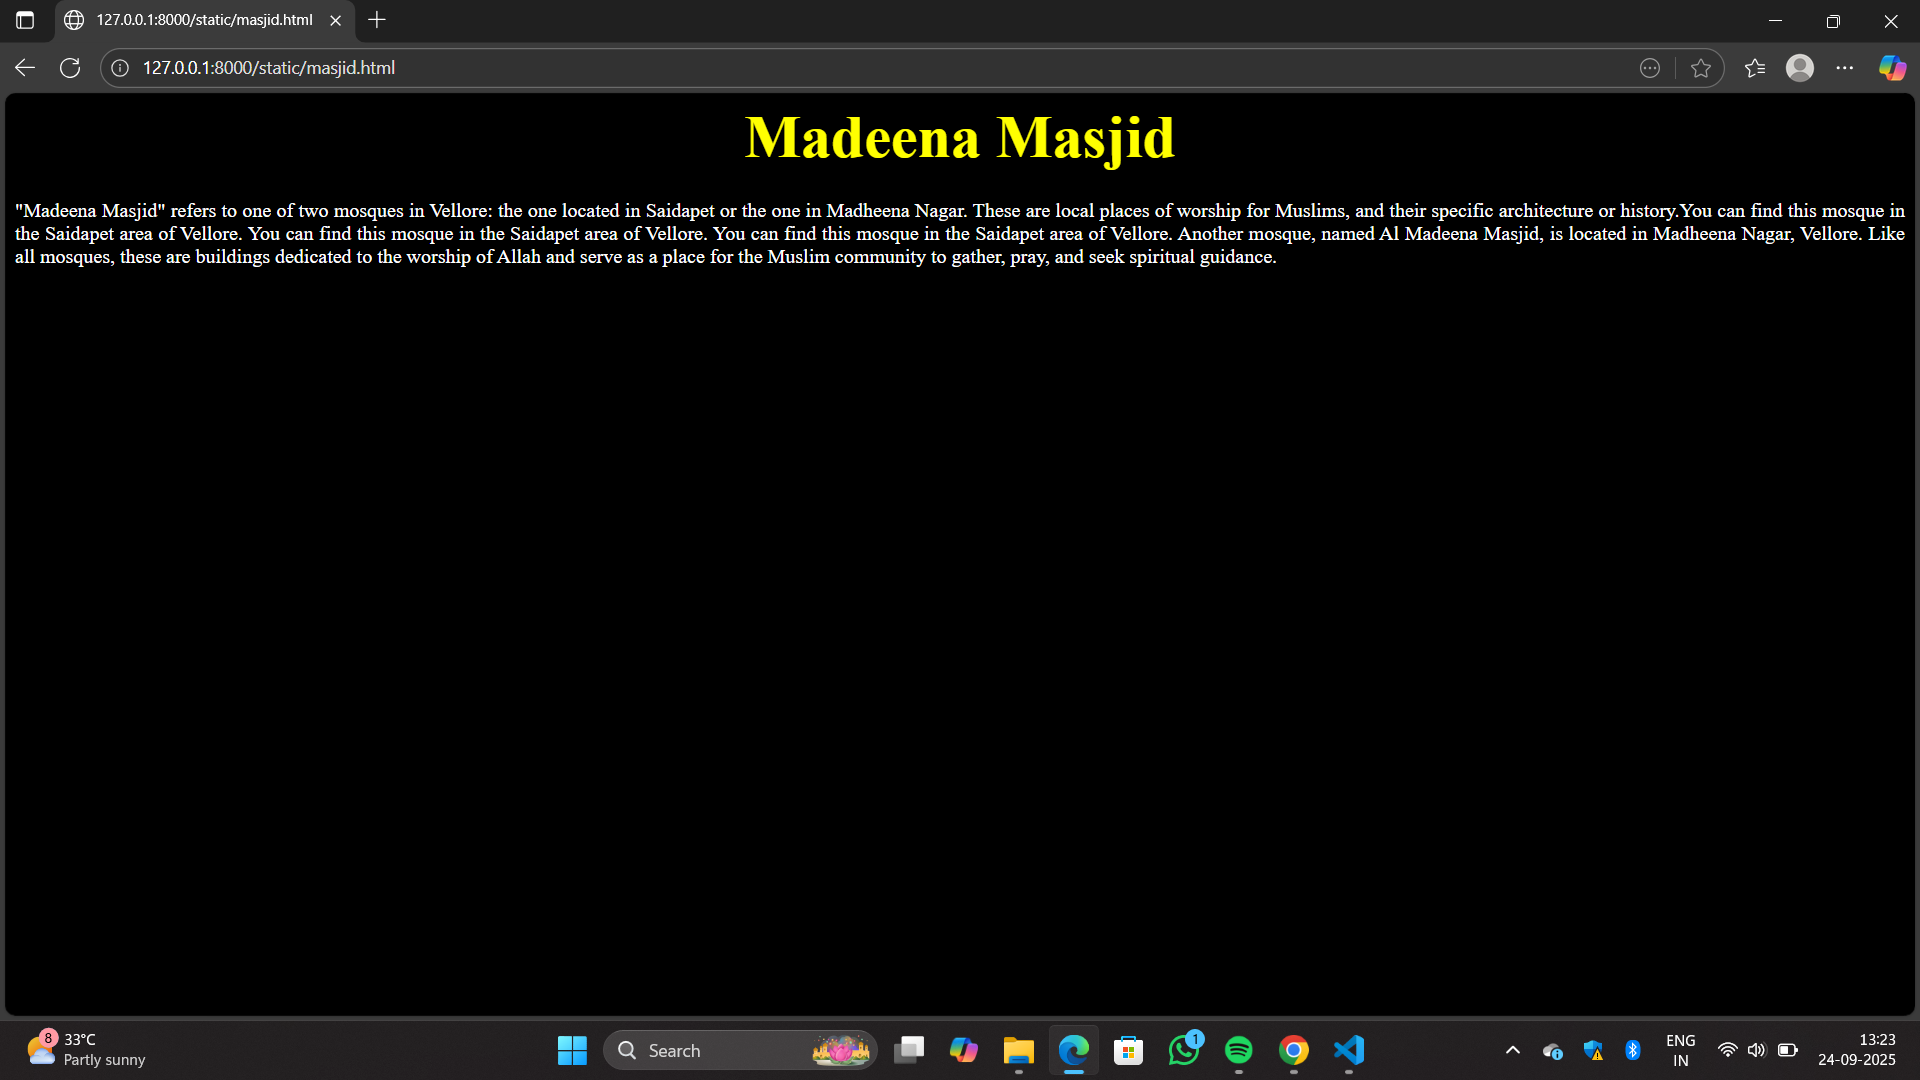 127.0.0.1:8000/static/masjid.html
127.0.0.1:8000/static/masjid.html
Madeena Masjid
"Madeena Masjid" refers to one of two mosques in Vellore: the one located in Saidapet or the one in Madheena Nagar. These are local places of worship for Muslims, and their specific architecture or history.You can find this mosque in
the Saidapet area of Vellore. You can find this mosque in the Saidapet area of Vellore. You can find this mosque in the Saidapet area of Vellore. Another mosque, named Al Madeena Masjid, is located in Madheena Nagar, Vellore. Like
all mosques, these are buildings dedicated to the worship of Allah and serve as a place for the Muslim community to gather, pray, and seek spiritual guidance.
8
33°C
Partly sunny
Search
1
ENG
IN
13:23
24-09-2025